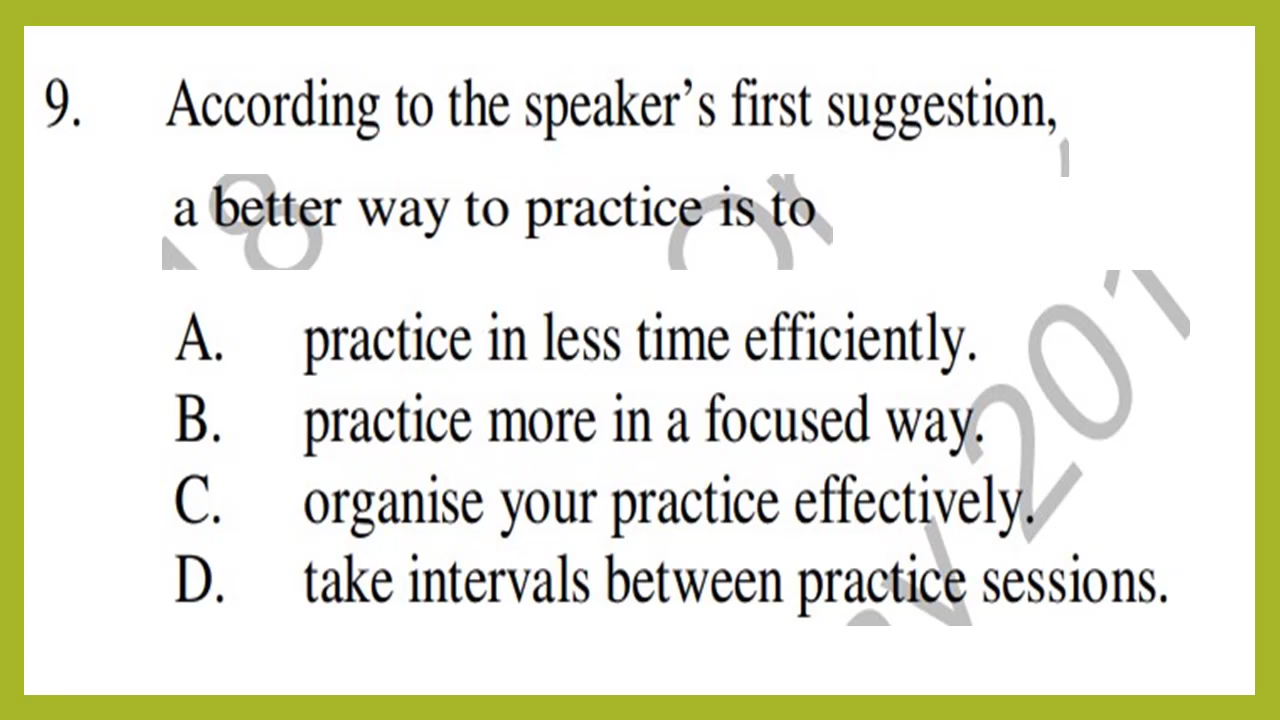 9. According to the speaker's first suggestion,
a better way to practice is to
A. practice in less time efficiently.
B. practice more in a focused way.
C. organise your practice effectively.
D. take intervals between practice sessions.